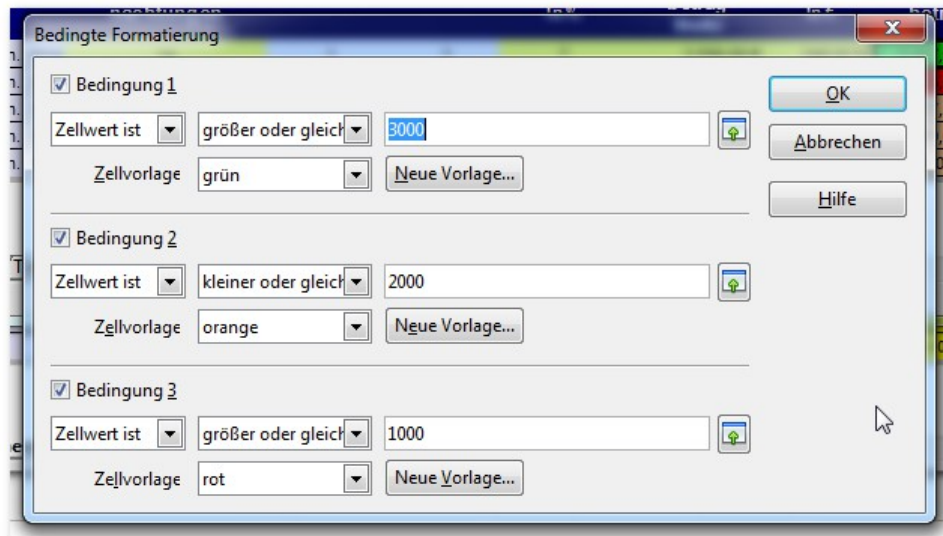 Bedingte Formatierung
Bedingung 1
Zellwert ist größer oder gleich 3000
Zellvorlage grün Neue Vorlage...
Bedingung 2
Zellwert ist kleiner oder gleich 2000
Zellvorlage orange Neue Vorlage...
Bedingung 3
Zellwert ist größer oder gleich 1000
Zellvorlage rot Neue Vorlage...
OK
Abbrechen
Hilfe